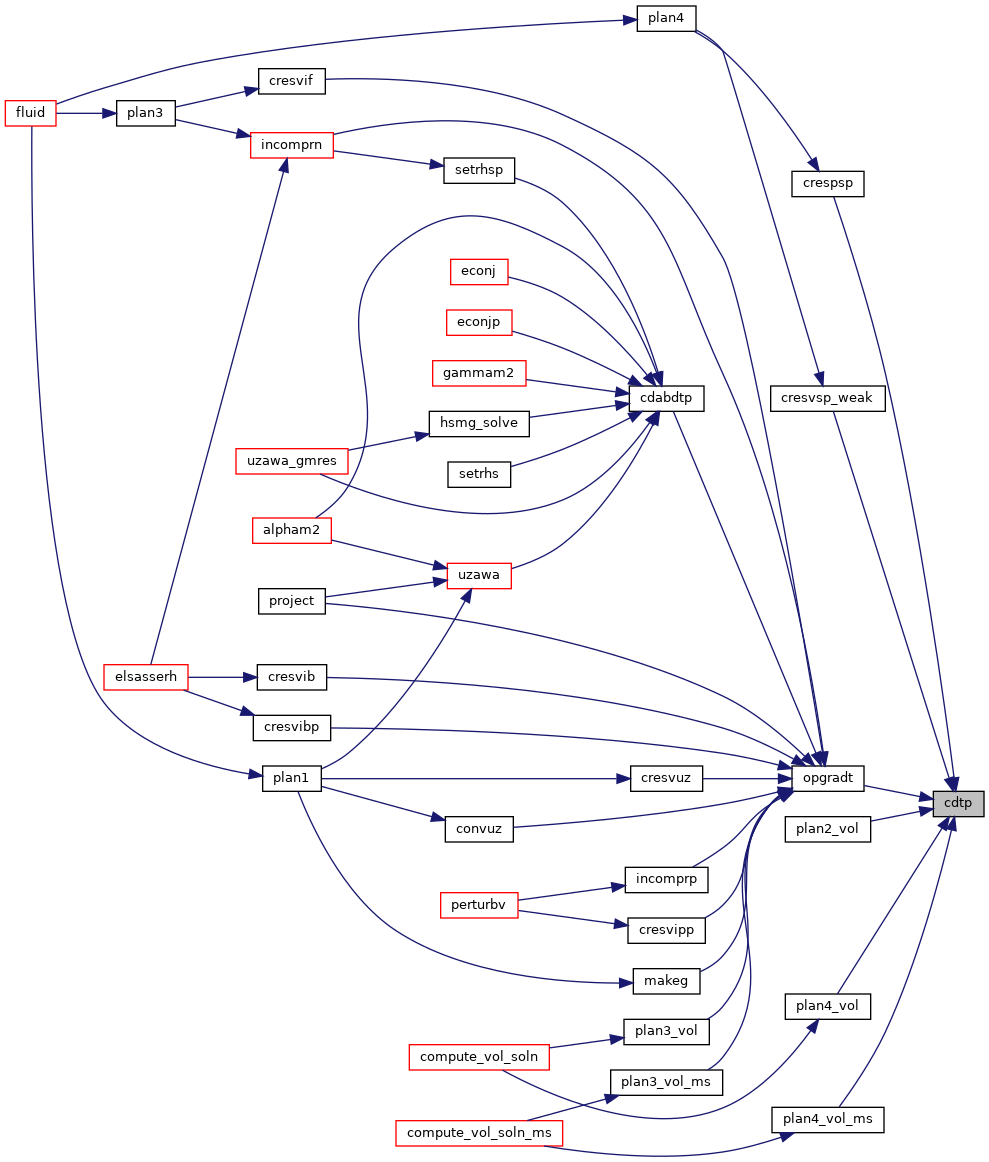 plan4
cresvif
fluid
plan3
incomprn
setrhsp
crespsp
econj
econjp
gammam2
cdabdtp
cresvsp_weak
hsmg_solve
uzawa_gmres
setrhs
alpham2
uzawa
project
elsasserh
cresvib
cresvibp
plan1
cresvuz
opgradt
cdtp
convuz
plan2_vol
incomprp
perturbv
cresvipp
makeg
plan4_vol
plan3_vol
compute_vol_soln
plan3_vol_ms
plan4_vol_ms
compute_vol_soln_ms